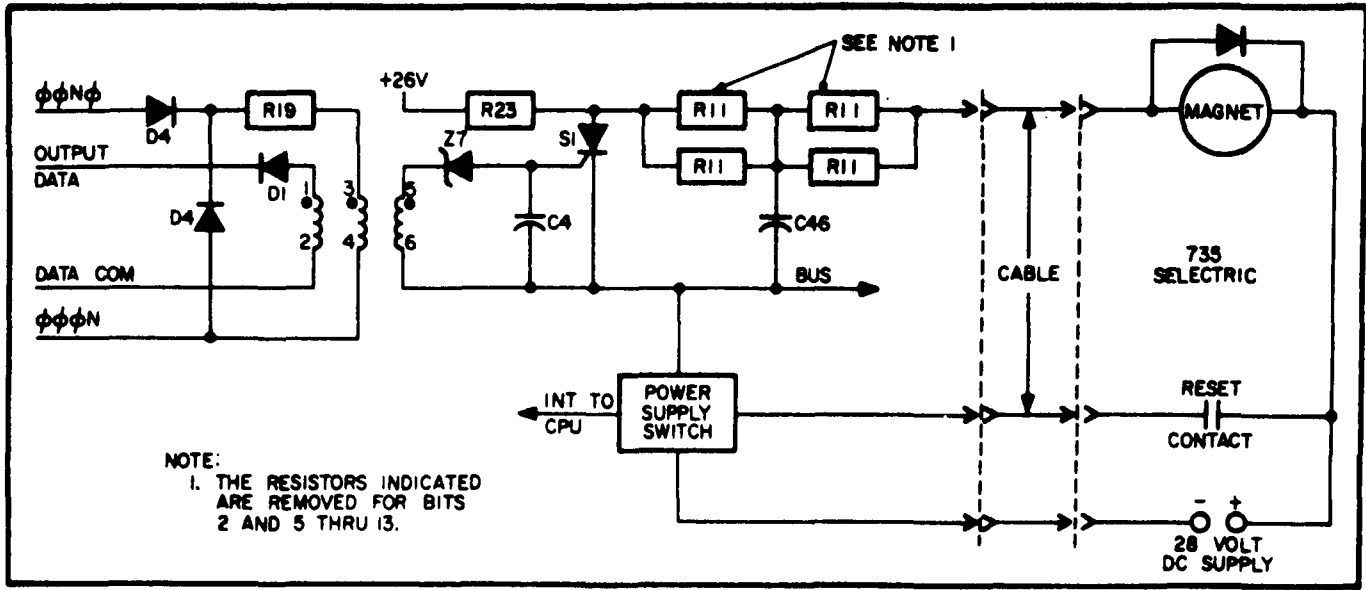 SEE NOTE 1
ϕϕNϕ
+26V
D4
R19
R23
R11
R11
MAGNET
OUTPUT
DATA
Z7
S1
R11
R11
D1
1
3
5
D4
2
4
6
C4
C46
DATA COM
BUS
CABLE
735
SELECTRIC
ϕϕϕN
INT TO
CPU
POWER
SUPPLY
SWITCH
RESET
CONTACT
NOTE:
1. THE RESISTORS INDICATED
ARE REMOVED FOR BITS
2 AND 5 THRU 13.
- +
28 VOLT
DC SUPPLY